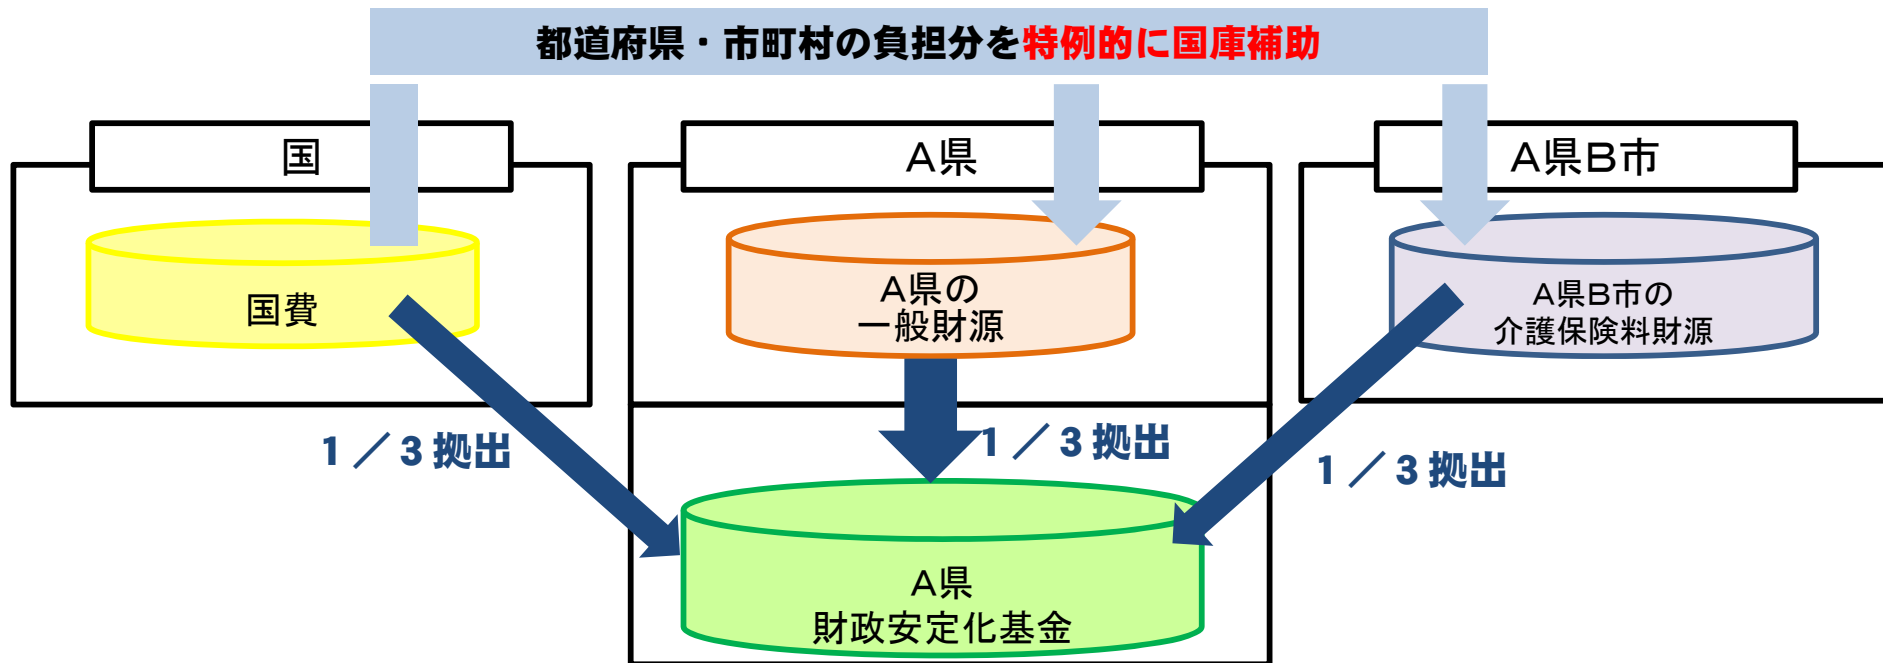 都道府県・市町村の負担分を特例的に国庫補助
国
A県
A県B市
国費
A県の
一般財源
A県B市の
介護保険料財源
1／3拠出
1／3拠出
1／3拠出
A県
財政安定化基金